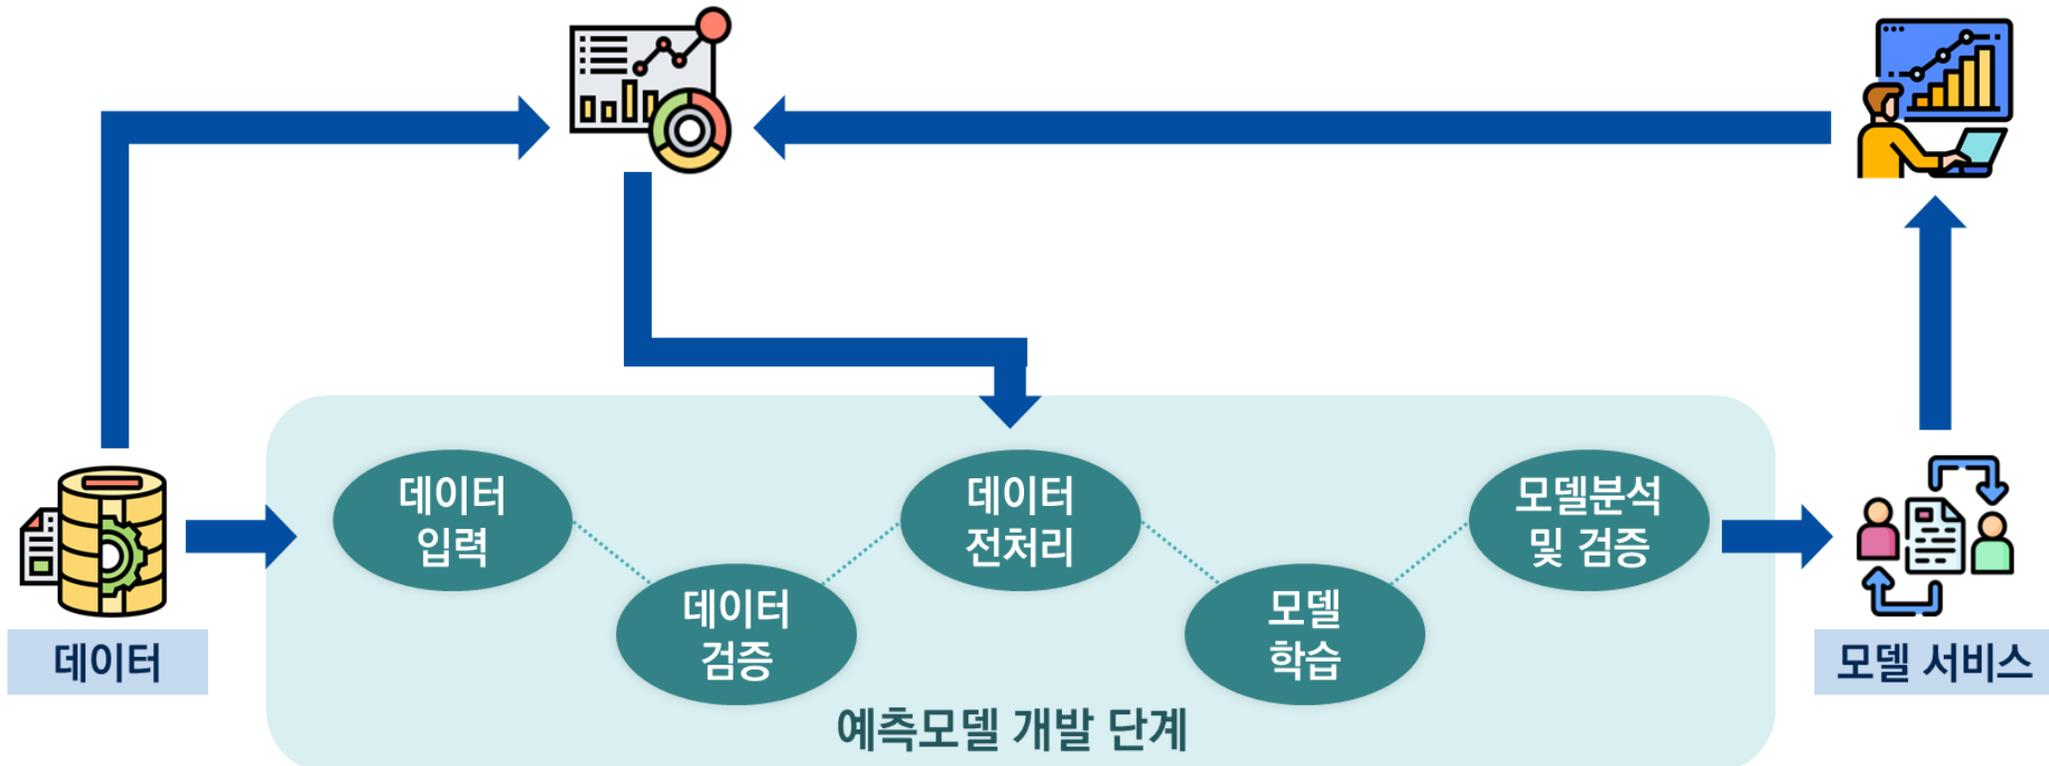 데이터
입력
데이터
검증
데이터
전처리
모델
학습
모델분석
및 검증
데이터
모델 서비스
예측모델 개발 단계